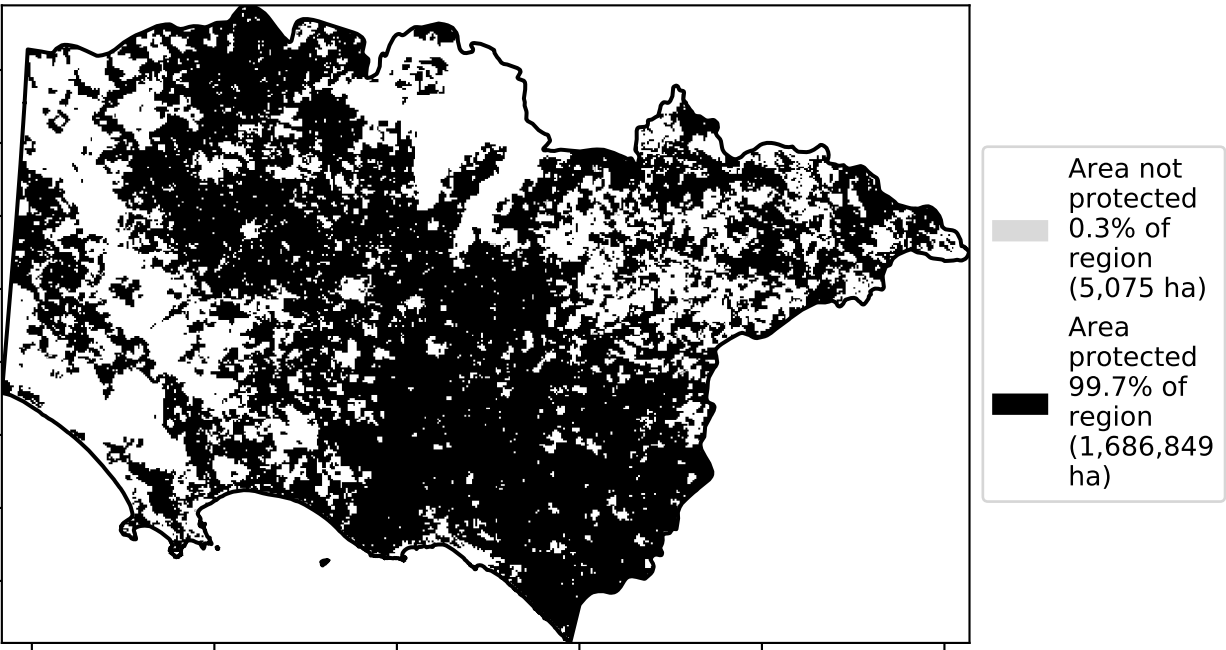 Area not
protected
0.3% of
region
(5,075 ha)
Area
protected
99.7% of
region
(1,686,849
ha)